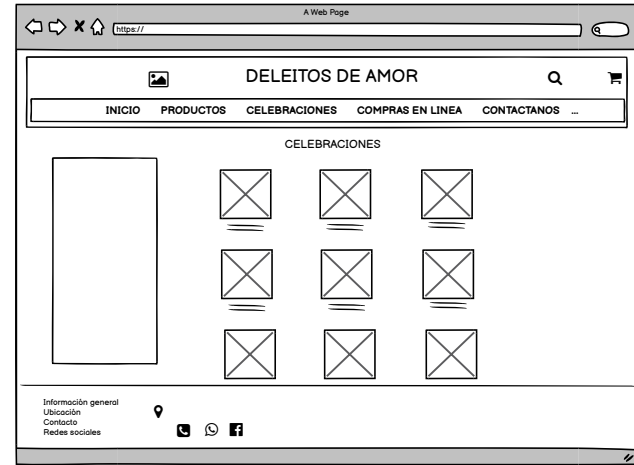 A Web Page
https://
DELEITOS DE AMOR
INICIO PRODUCTOS CELEBRACIONES COMPRAS EN LINEA CONTACTANOS ...
CELEBRACIONES
Información general
Ubicación
Contacto
Redes sociales